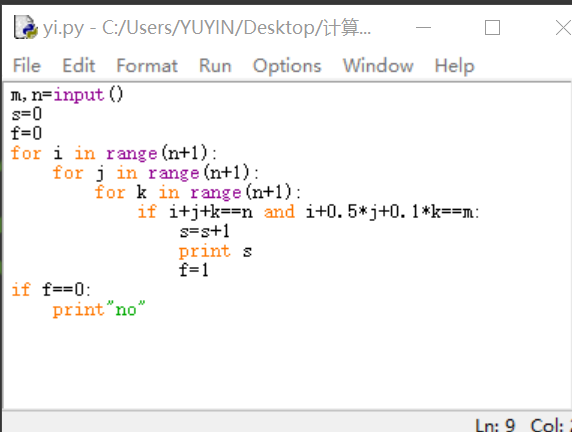 yi.py - C:/Users/YUYIN/Desktop/计算...
File Edit Format Run Options Window Help
m,n=input()
s=0
f=0
for i in range(n+1):
    for j in range(n+1):
        for k in range(n+1):
            if i+j+k==n and i+0.5*j+0.1*k==m:
                s=s+1
                print s
                f=1
if f==0:
    print"no"
Ln: 9 Col: